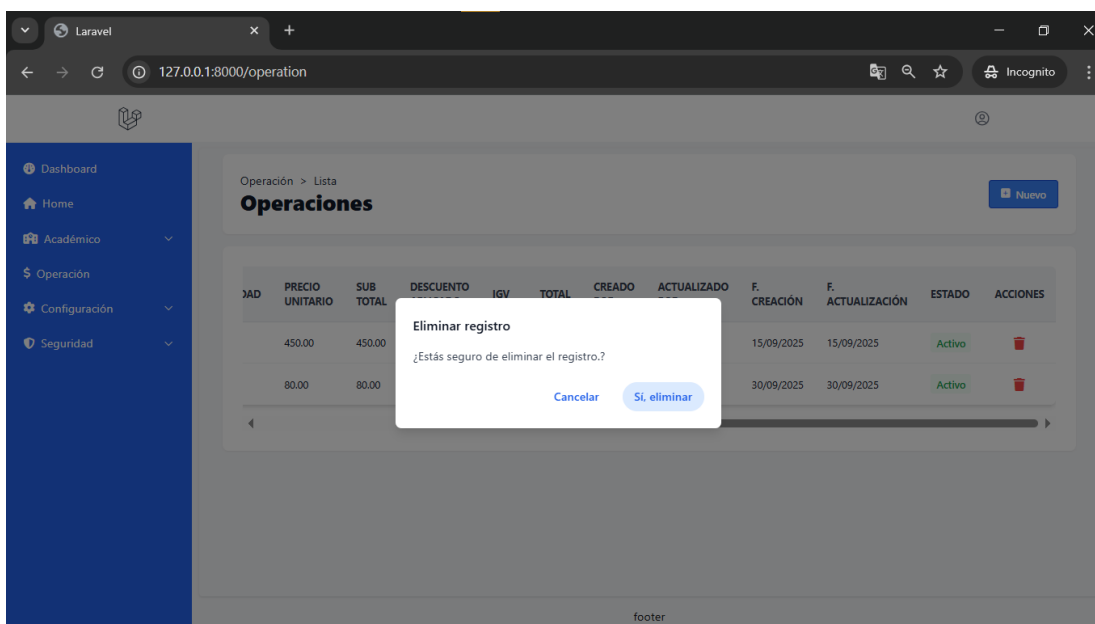 Laravel
127.0.0.1:8000/operation
Incognito
Dashboard
Home
Académico
$ Operación
Configuración
Seguridad
Operación > Lista
Operaciones
Nuevo
PRECIO UNITARIO
SUB TOTAL
DESCUENTO
IGV
TOTAL
CREADO
ACTUALIZADO
F. CREACIÓN
F. ACTUALIZACIÓN
ESTADO
ACCIONES
450.00 450.00 15/09/2025 15/09/2025 Activo
80.00 80.00 30/09/2025 30/09/2025 Activo
Eliminar registro
¿Estás seguro de eliminar el registro.?
Cancelar
Sí, eliminar
footer